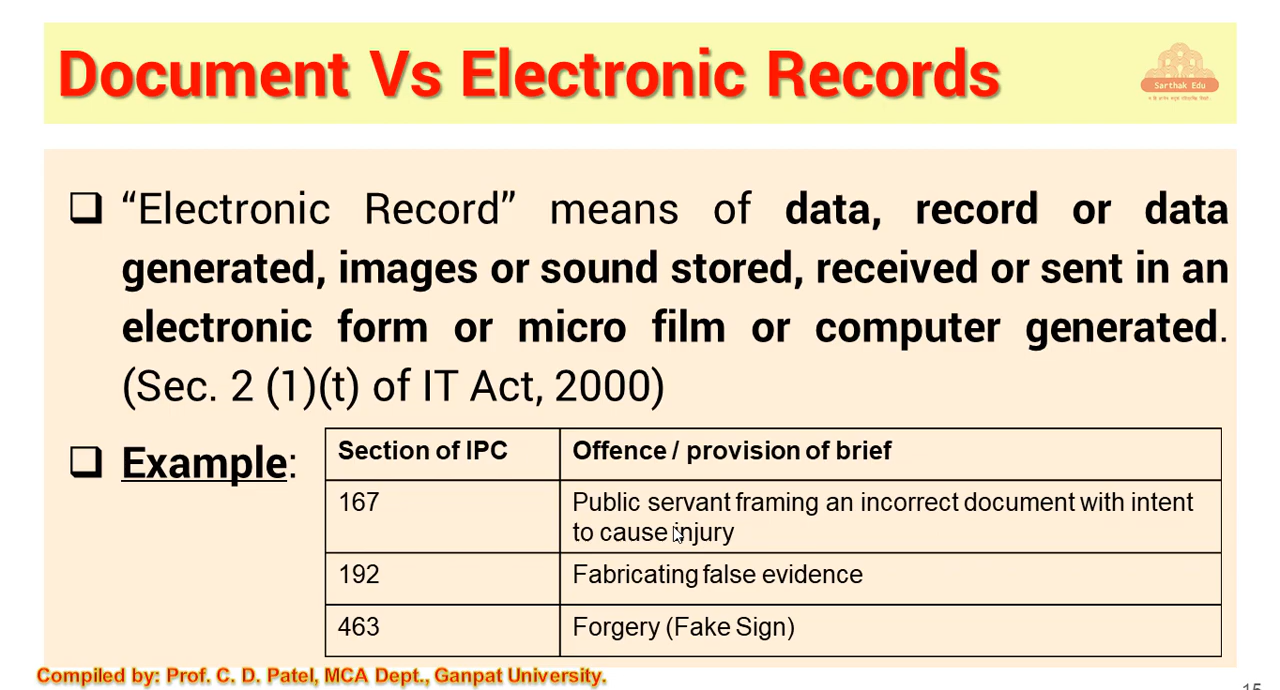 Document Vs Electronic Records
Sarthak Edu
❑ “Electronic Record” means of data, record or data
generated, images or sound stored, received or sent in an
electronic form or micro film or computer generated.
(Sec. 2 (1)(t) of IT Act, 2000)
❑ Example:
Section of IPC Offence / provision of brief
167 Public servant framing an incorrect document with intent
to cause injury
192 Fabricating false evidence
463 Forgery (Fake Sign)
Compiled by: Prof. C. D. Patel, MCA Dept., Ganpat University.
15